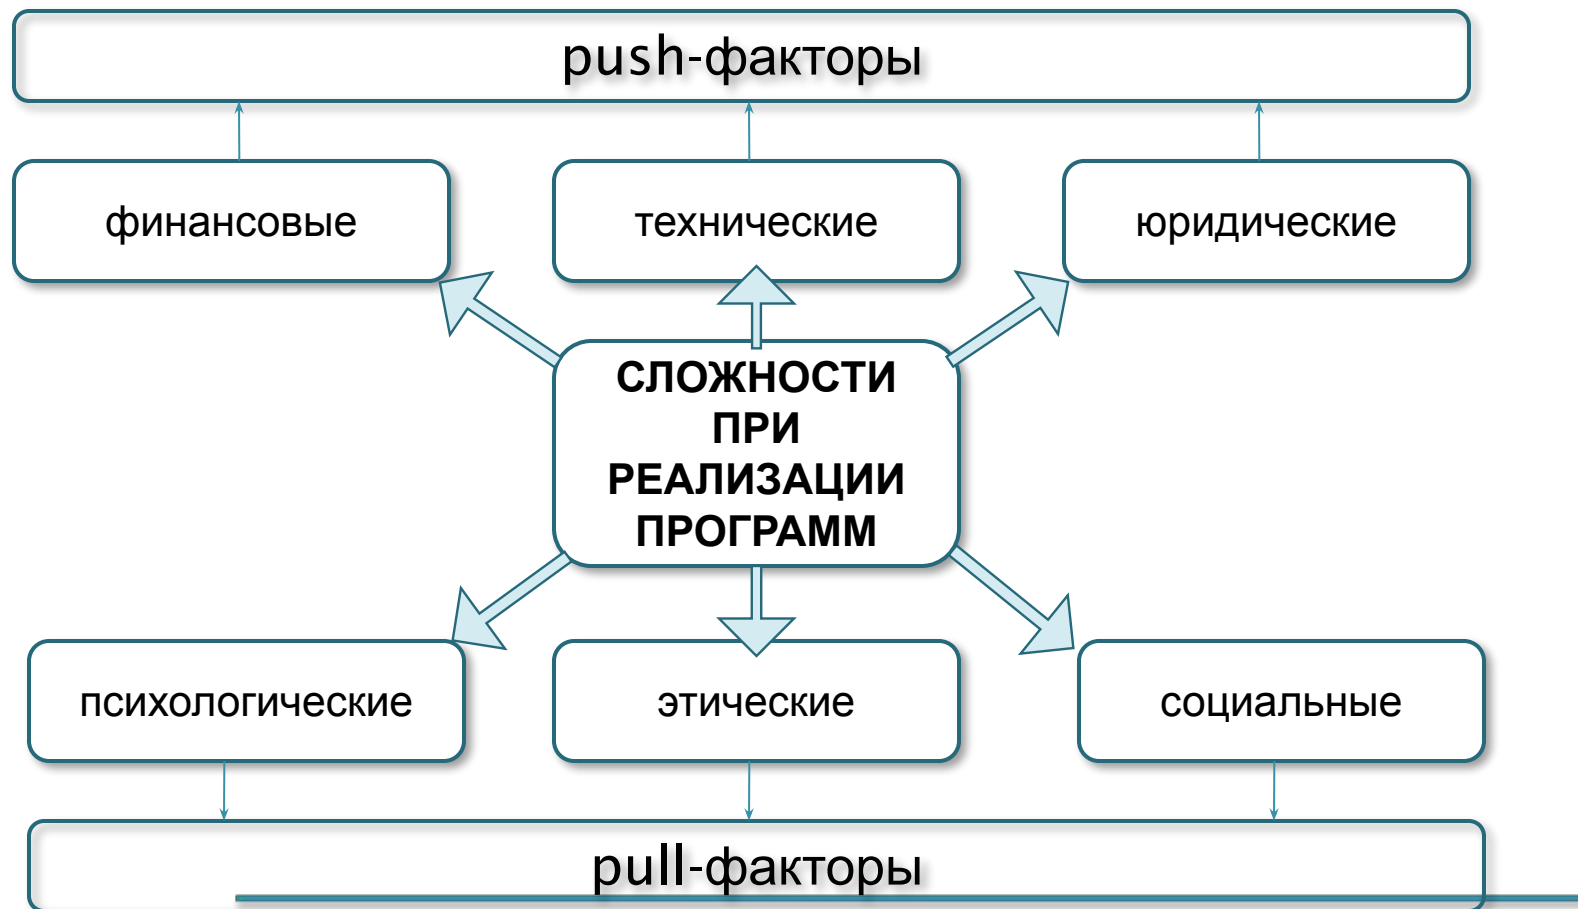 push-факторы
финансовые
технические
юридические
СЛОЖНОСТИ
ПРИ
РЕАЛИЗАЦИИ
ПРОГРАММ
психологические
этические
социальные
pull-факторы